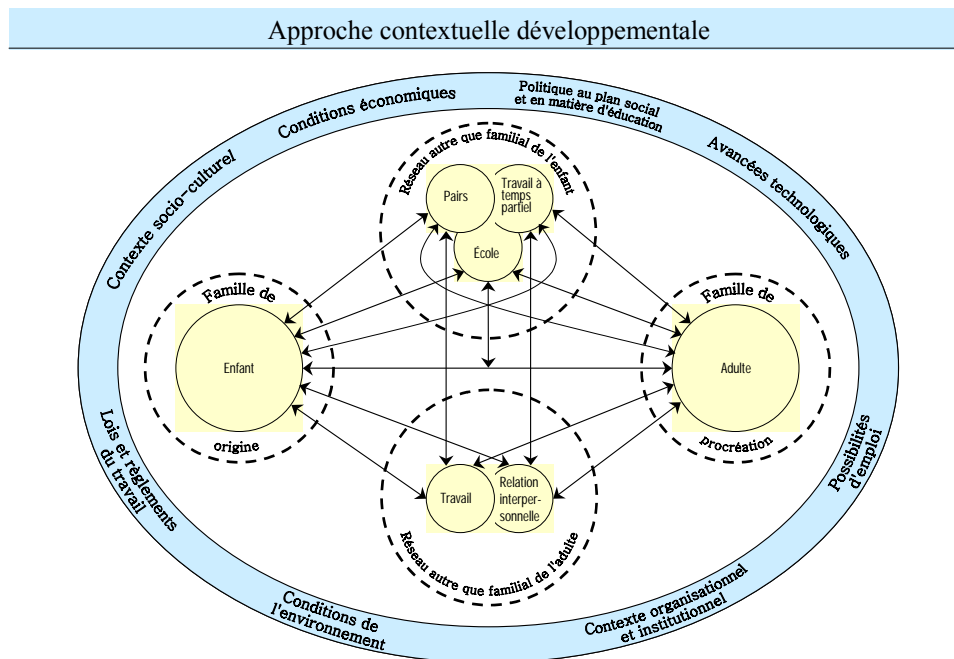 Approche contextuelle développementale
Conditions économiques
Politique au plan social
et en matière d'éducation
Contexte socio-culturel
Avancées technologiques
Réseau autre que familial de l'enfant
Pairs
Travail à
temps
partiel
École
Famille de
Enfant
origine
Famille de
Adulte
procréation
Travail
Relation
interper-
sonnelle
Réseau autre que familial de l'adulte
Lois et règlements
du travail
Possibilités
d'emploi
Conditions de
l'environnement
Contexte organisationnel
et institutionnel